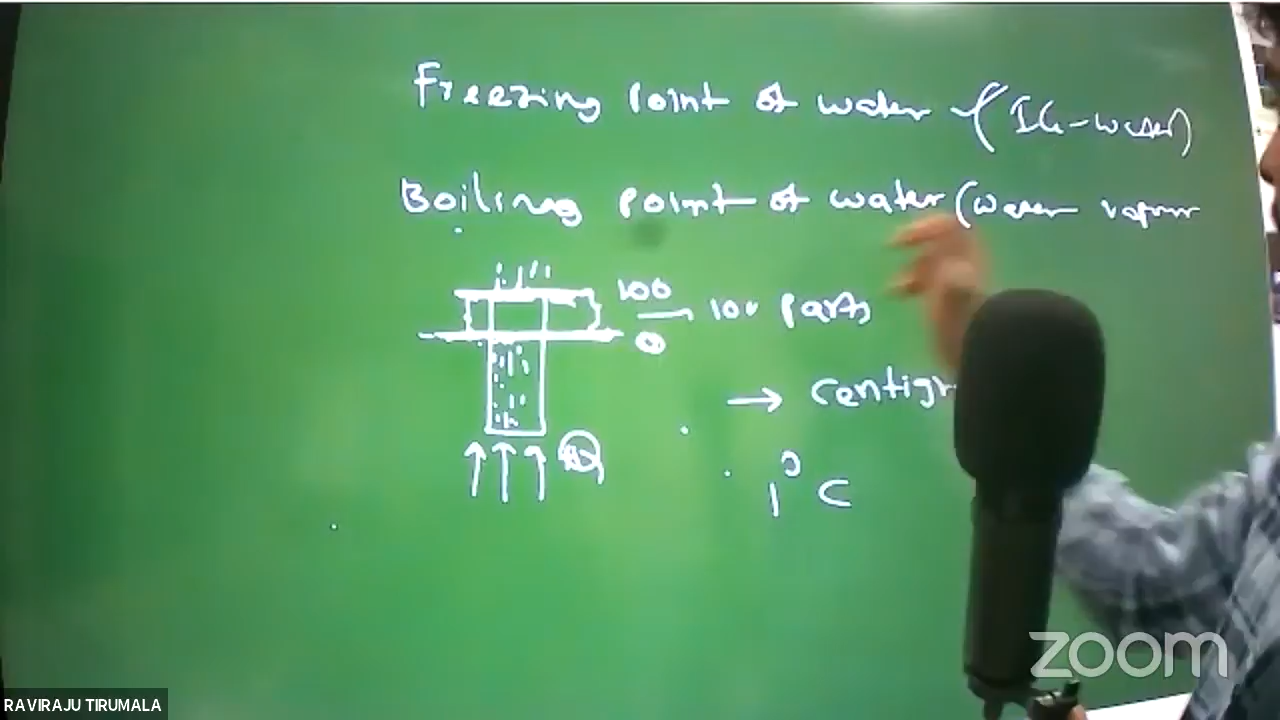 Freezing point of water (Ice-water)
Boiling point of water (water vapour
100
0
100 parts
→ centigr
1°C
zoom
RAVIRAJU TIRUMALA